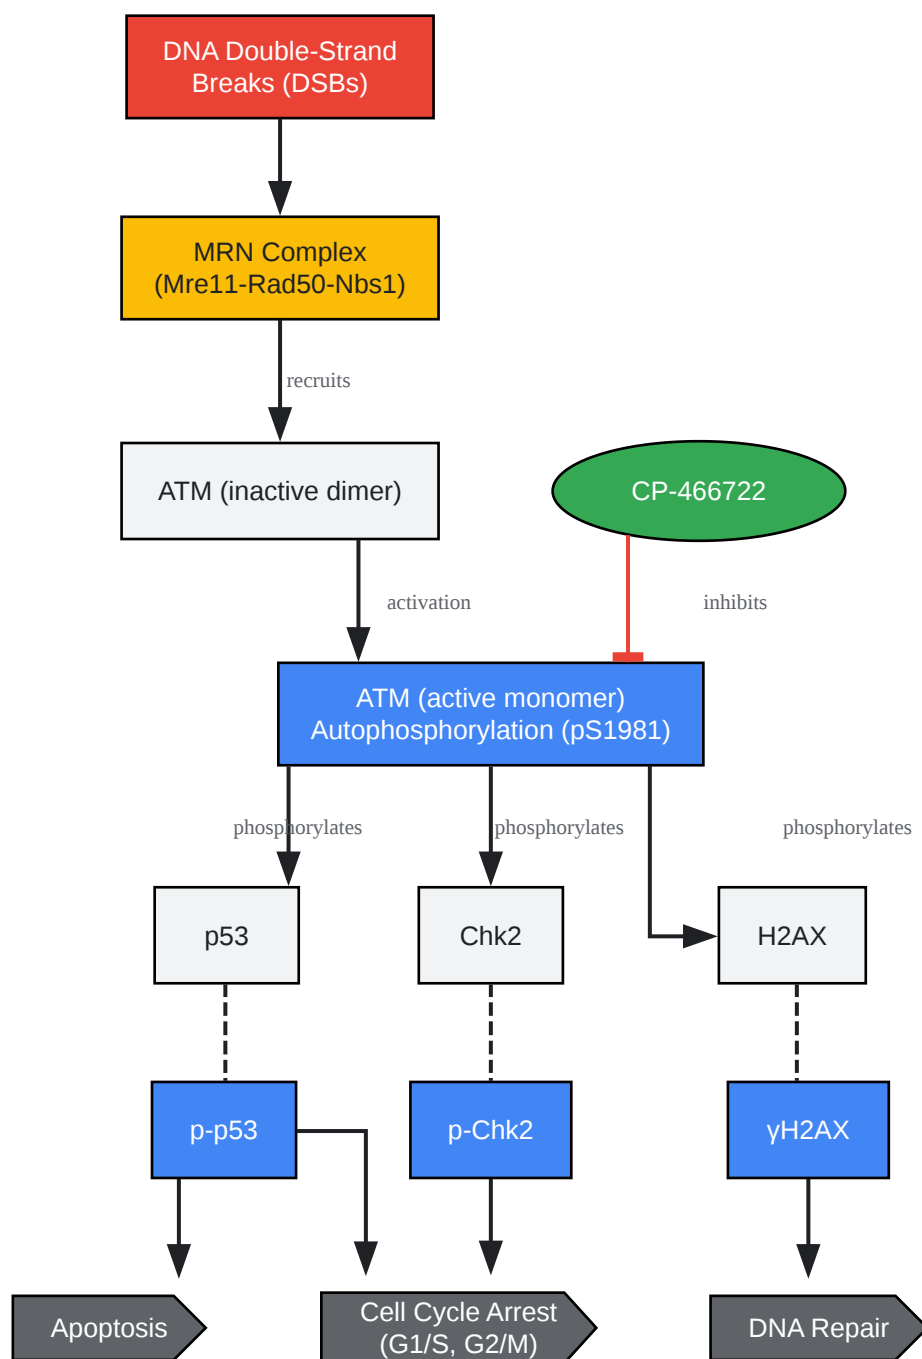 DNA Double-Strand
Breaks (DSBs)
MRN Complex
(Mre11-Rad50-Nbs1)
recruits
ATM (inactive dimer)
CP-466722
activation
inhibits
ATM (active monomer)
Autophosphorylation (pS1981)
phosphorylates
phosphorylates
phosphorylates
p53
Chk2
H2AX
p-p53
p-Chk2
γH2AX
Apoptosis
Cell Cycle Arrest
(G1/S, G2/M)
DNA Repair